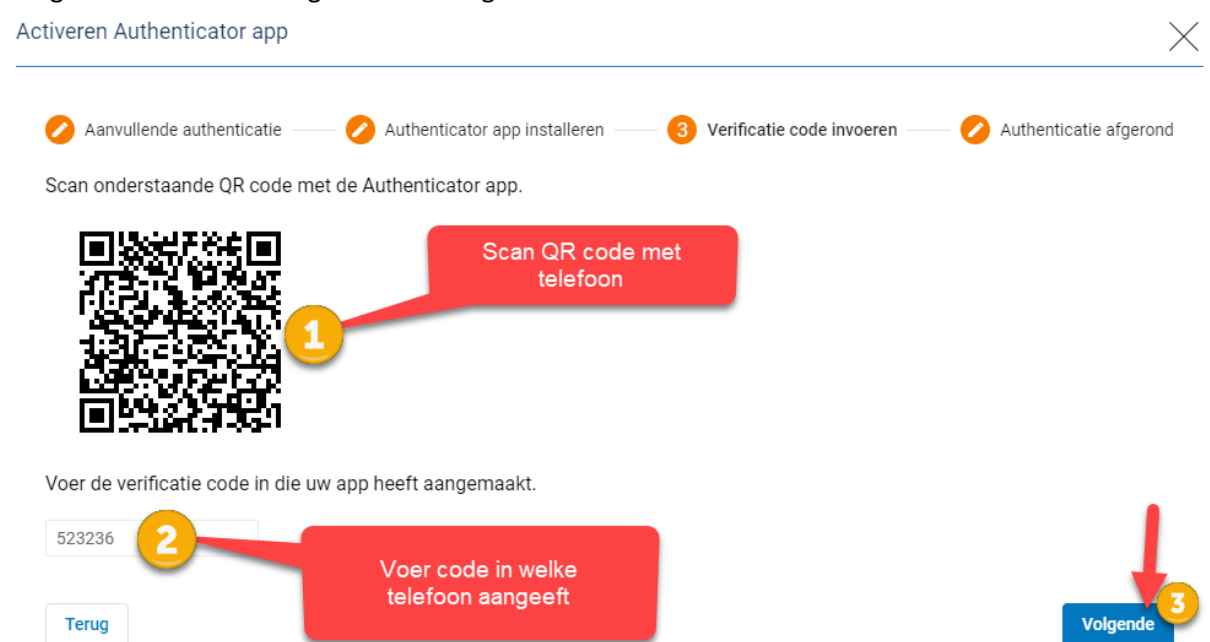 Activeren Authenticator app
Aanvullende authenticatie
Authenticator app installeren
3 Verificatie code invoeren
Authenticatie afgerond
Scan onderstaande QR code met de Authenticator app.
Scan QR code met
telefoon
1
Voer de verificatie code in die uw app heeft aangemaakt.
523236
2
Voer code in welke
telefoon aangeeft
3
Terug
Volgende